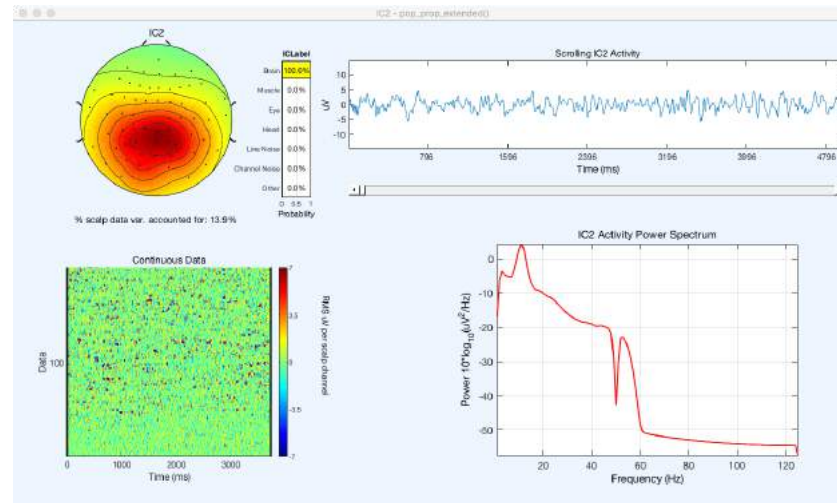 IC2 - pop_prop_extended()
IC2
ICLabel
Brain 100.0%
Muscle 0.0%
Eye 0.0%
Heart 0.0%
Line Noise 0.0%
Channel Noise 0.0%
Other 0.0%
0 0.5 1
Probability
% scalp data var. accounted for: 13.9%
Scrolling IC2 Activity
10
5
0
-5
-10
uV
796 1596 2396 3196 3996 4796
Time (ms)
Continuous Data
Data
100
0 1000 2000 3000
Time (ms)
7
3.5
0
-3.5
-7
RMS uV per scalp channel
IC2 Activity Power Spectrum
Power 10*log10(uV2/Hz)
0
-10
-20
-30
-40
-50
20 40 60 80 100 120
Frequency (Hz)